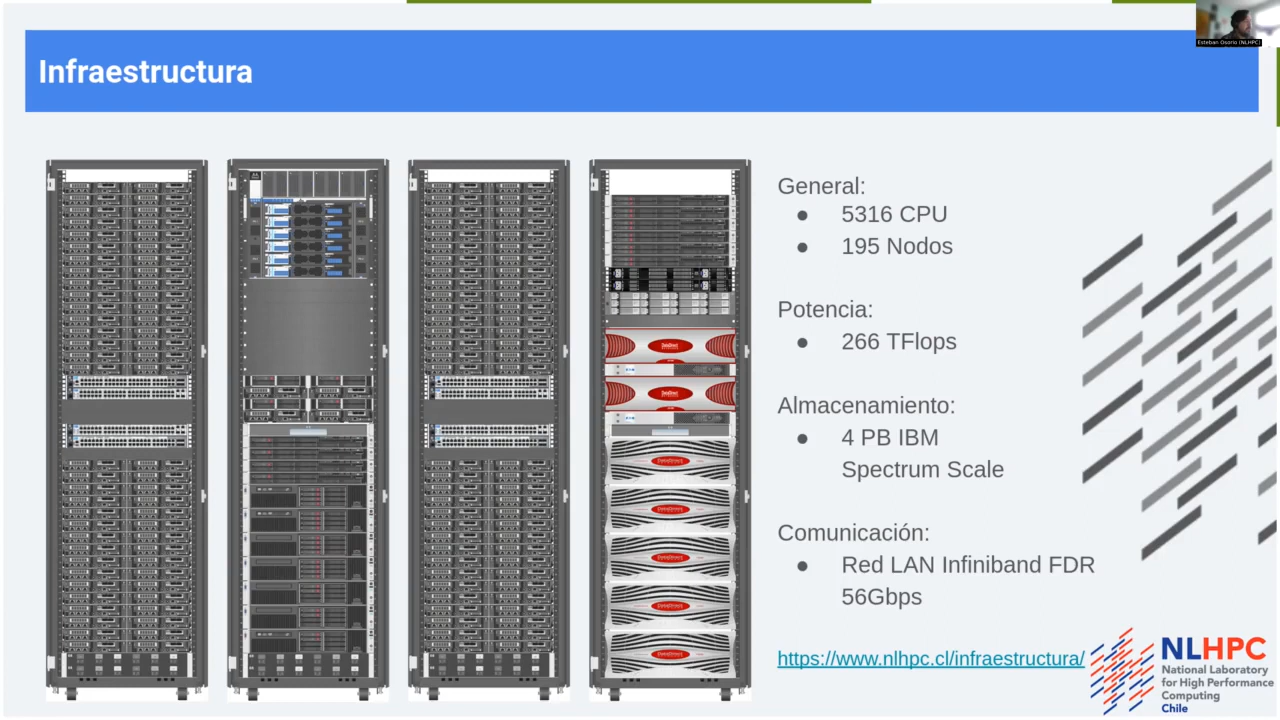 Esteban Osorio (NLHPC)
Infraestructura
General:
● 5316 CPU
● 195 Nodos
Potencia:
● 266 TFlops
Almacenamiento:
● 4 PB IBM
Spectrum Scale
Comunicación:
● Red LAN Infiniband FDR
56Gbps
https://www.nlhpc.cl/infraestructura/
NLHPC
National Laboratory
for High Performance
Computing
Chile